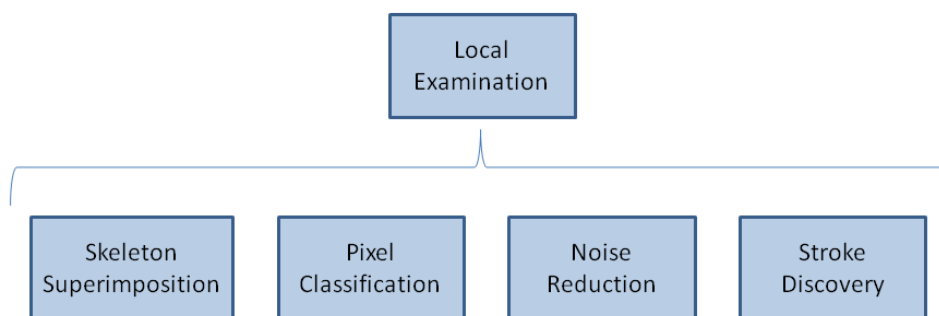 Local
Examination
Skeleton
Superimposition
Pixel
Classification
Noise
Reduction
Stroke
Discovery